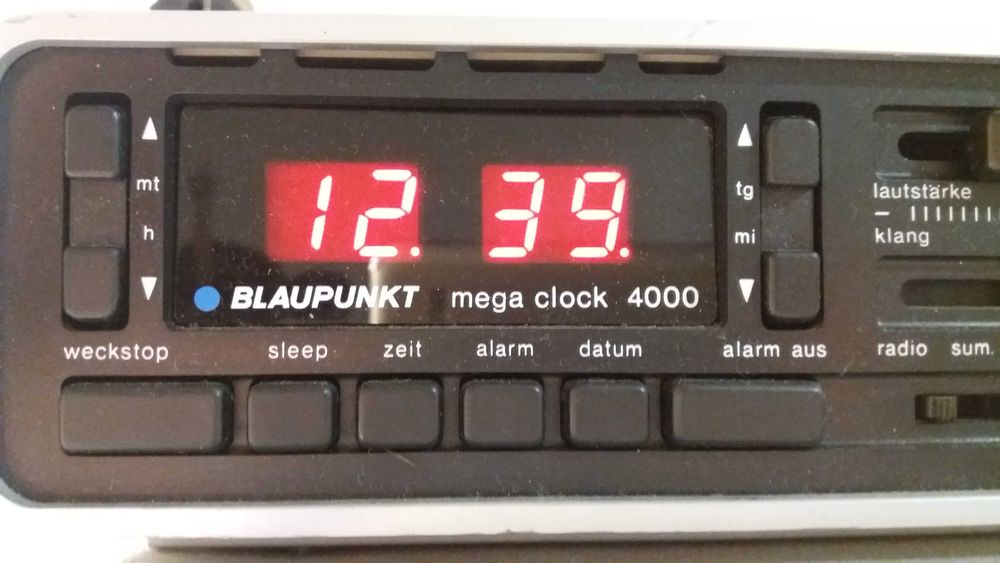 mt
h
12. 39.
BLAUPUNKT mega clock 4000
tg
mi
lautstärke
klang
weckstop sleep zeit alarm datum alarm aus radio sum.